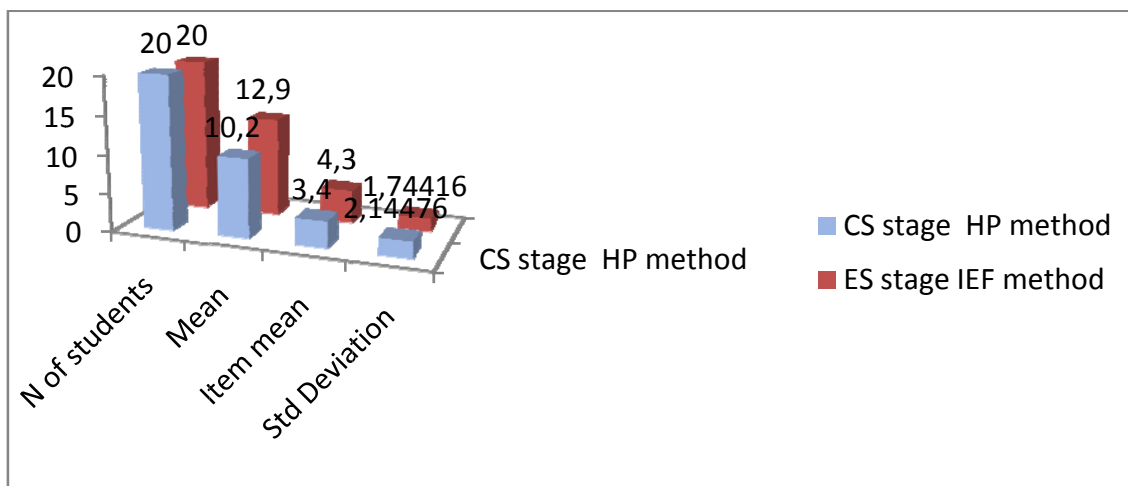 20 20
12,9
10,2
4,3
3,4
1,74416
2,14476
20
15
10
5
0
N of students
Mean
Item mean
Std Deviation
CS stage  HP method
CS stage  HP method
ES stage IEF method